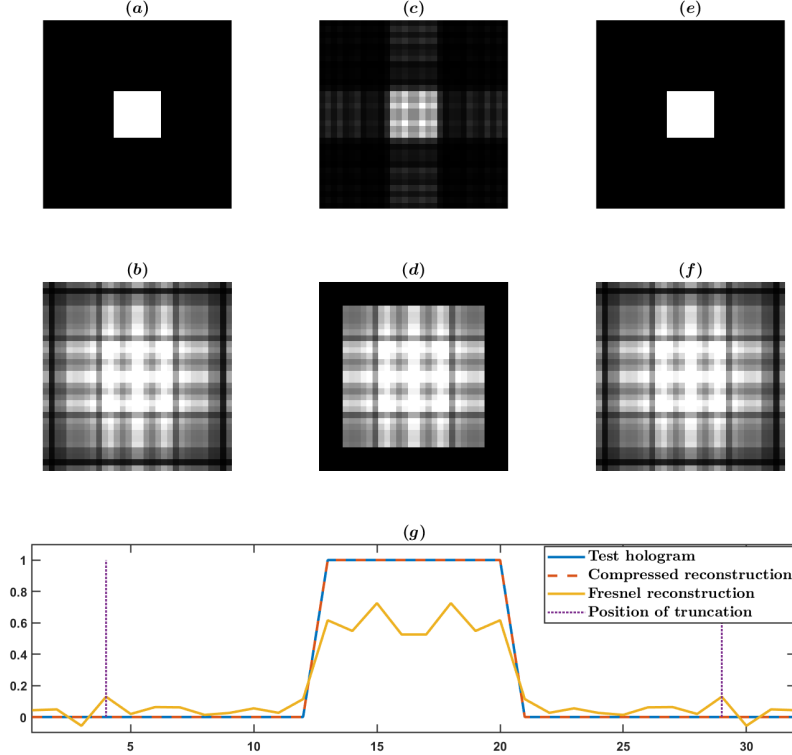 (a) (c) (e)
(b) (d) (f)
(g)
1
0.8
0.6
0.4
0.2
0
Test hologram
Compressed reconstruction
Fresnel reconstruction
Position of truncation
5 10 15 20 25 30